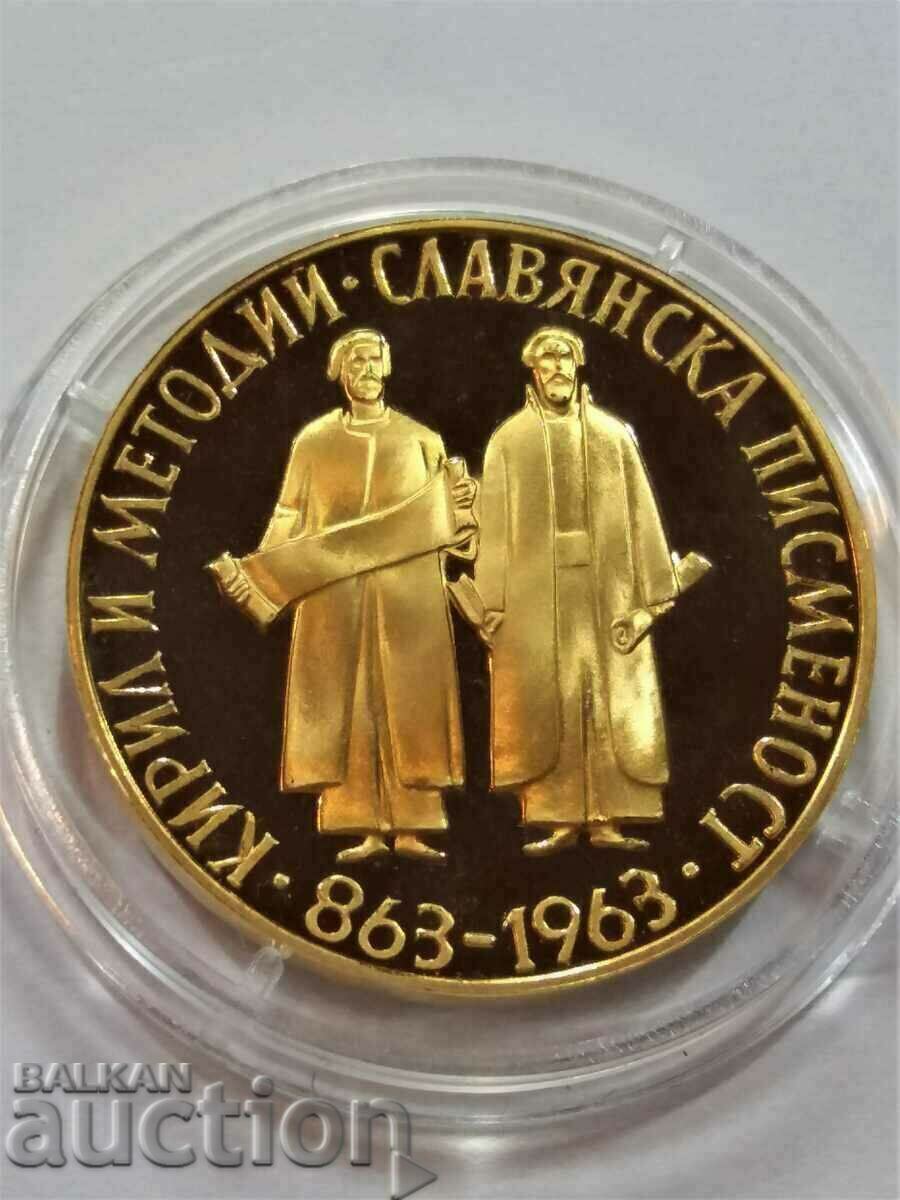 · КИРИЛ И МЕТОДИЙ · СЛАВЯНСКА ПИСМЕНОСТ ·
863-1963
BALKAN
auction